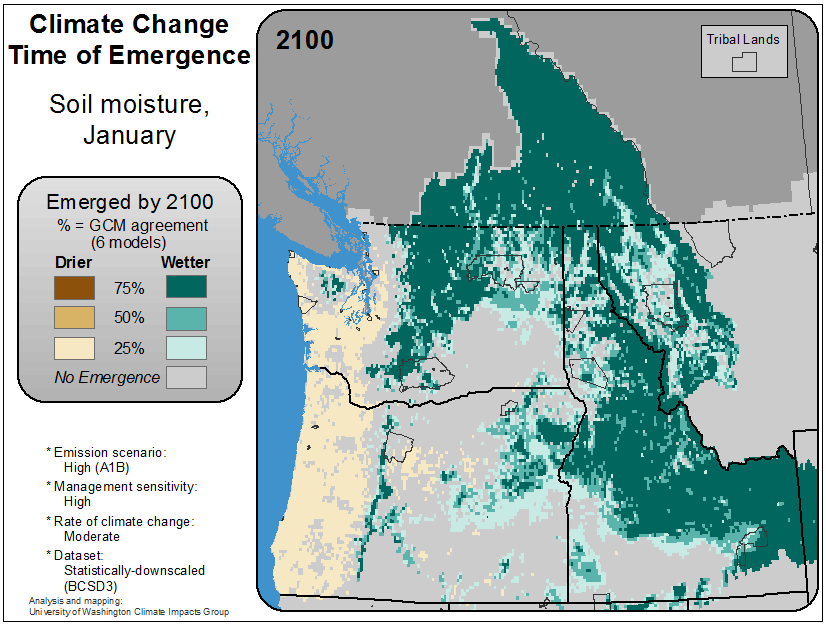 Climate Change
Time of Emergence
Soil moisture,
January
Emerged by 2100
% = GCM agreement
(6 models)
Drier Wetter
75%
50%
25%
No Emergence
* Emission scenario:
High (A1B)
* Management sensitivity:
High
* Rate of climate change:
Moderate
* Dataset:
Statistically-downscaled
(BCSD3)
Analysis and mapping:
University of Washington Climate Impacts Group
2100
Tribal Lands